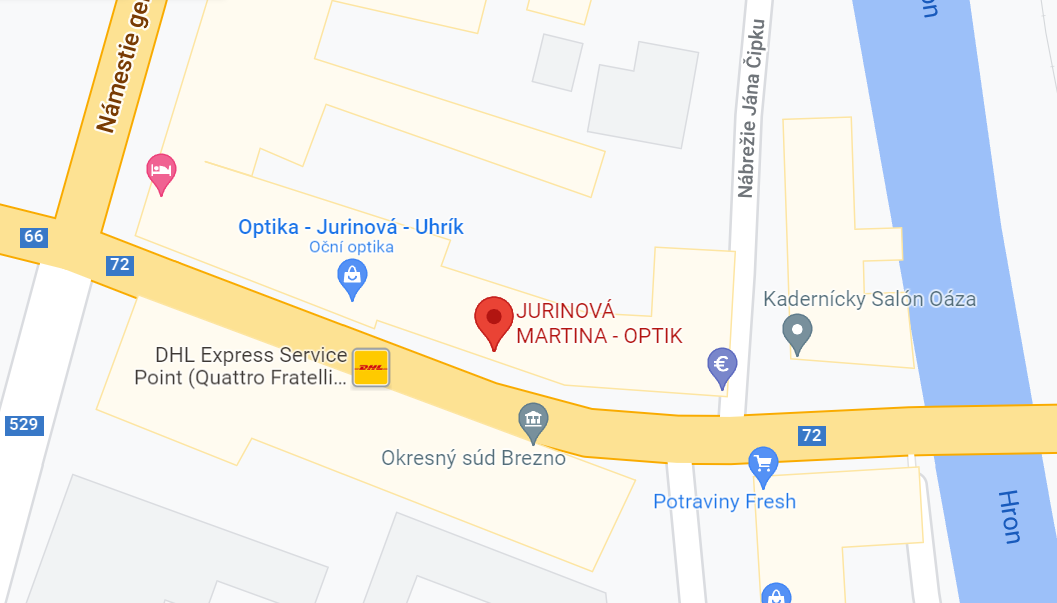 on
Námestie ge
Nábrežie Jána Čipku
66
72
Optika - Jurinová - Uhrík
Oční optika
JURINOVÁ
MARTINA - OPTIK
Kadernícky Salón Oáza
DHL Express Service
Point (Quattro Fratelli...
DHL
€
529
72
Okresný súd Brezno
Potraviny Fresh
Hron